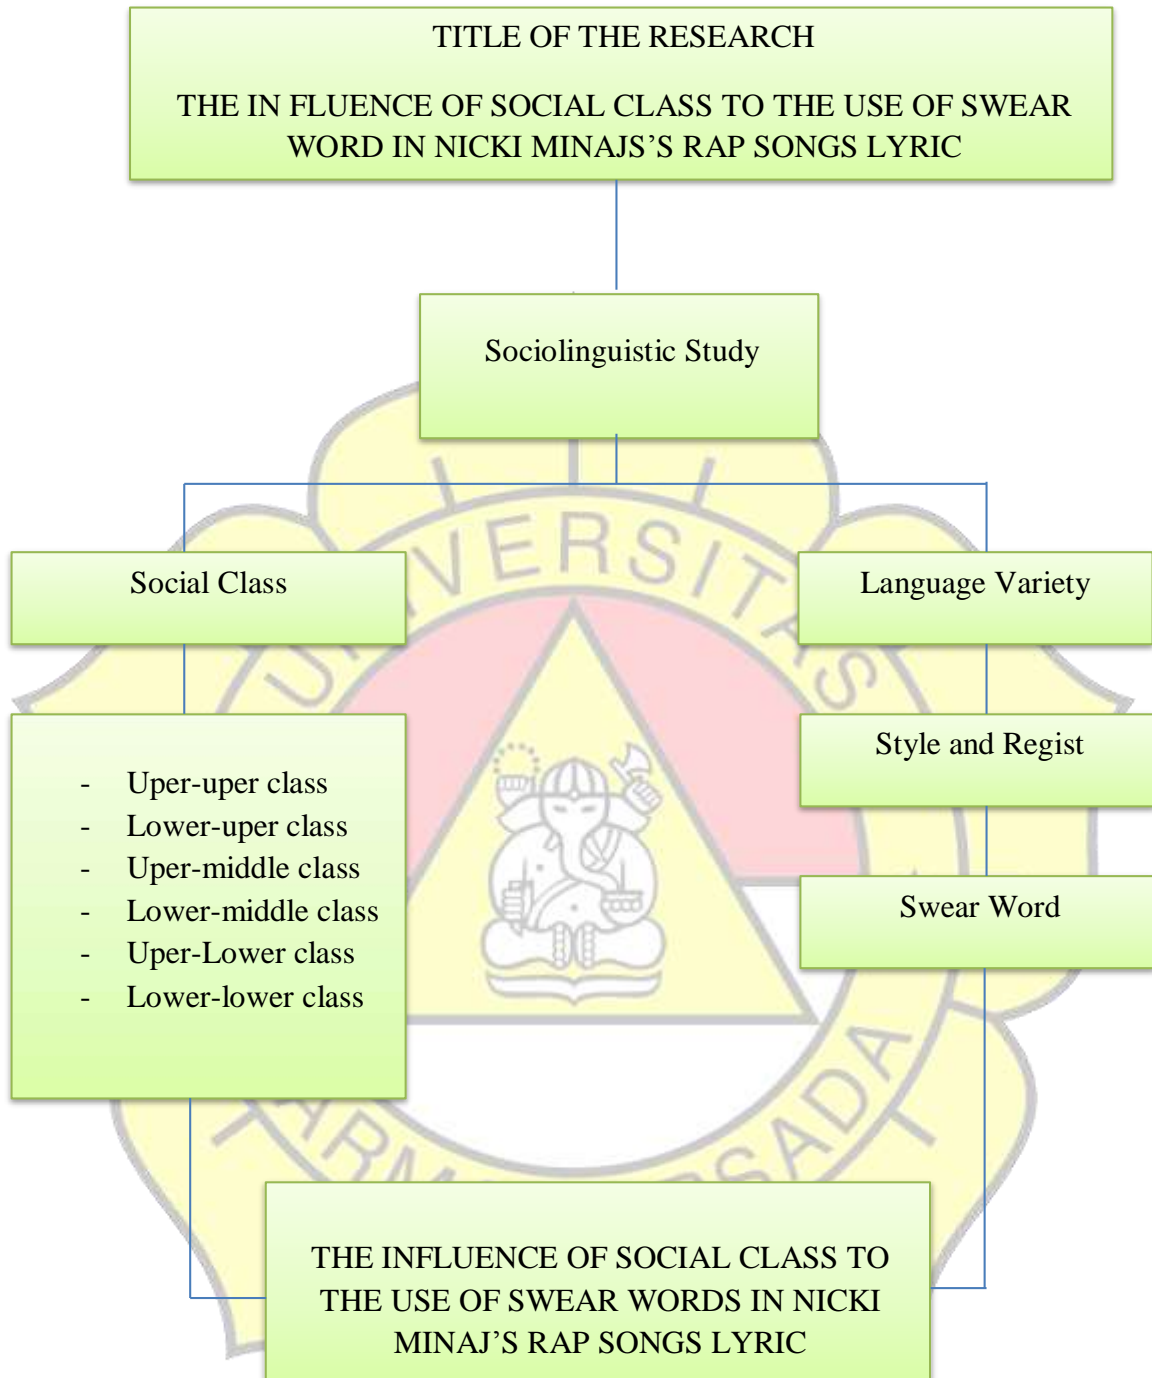 TITLE OF THE RESEARCH
THE IN FLUENCE OF SOCIAL CLASS TO THE USE OF SWEAR
WORD IN NICKI MINAJS’S RAP SONGS LYRIC
Sociolinguistic Study
Social Class
Language Variety
- Uper-uper class
- Lower-uper class
- Uper-middle class
- Lower-middle class
- Uper-Lower class
- Lower-lower class
Style and Regist
Swear Word
UNIVERSITAS
THE INFLUENCE OF SOCIAL CLASS TO
THE USE OF SWEAR WORDS IN NICKI
MINAJ’S RAP SONGS LYRIC